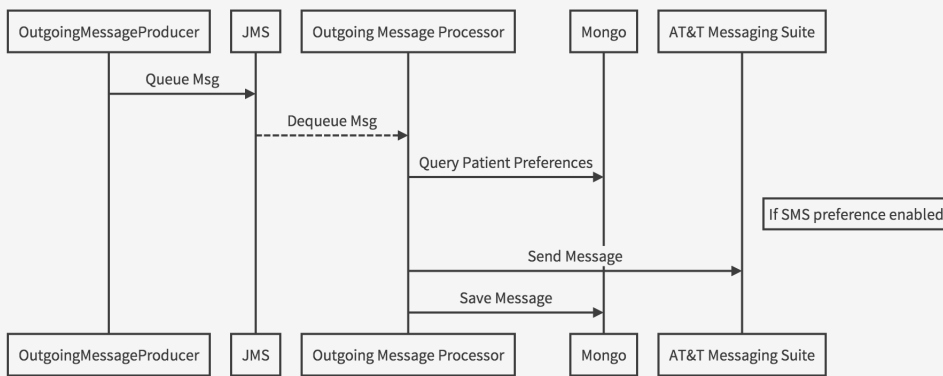 OutgoingMessageProducer
JMS
Outgoing Message Processor
Mongo
AT&T Messaging Suite
Queue Msg
Dequeue Msg
Query Patient Preferences
If SMS preference enabled
Send Message
Save Message
OutgoingMessageProducer
JMS
Outgoing Message Processor
Mongo
AT&T Messaging Suite